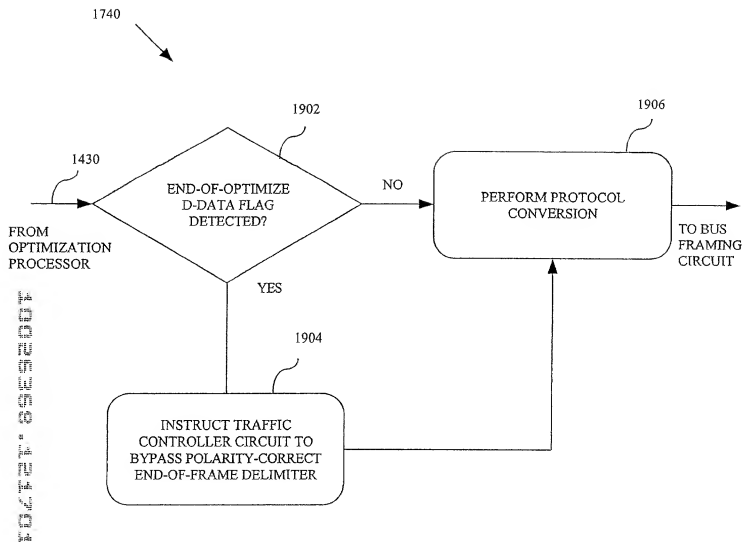 1740
1902
1906
1430
END-OF-OPTIMIZE
D-DATA FLAG
DETECTED?
NO
PERFORM PROTOCOL
CONVERSION
FROM
OPTIMIZATION
PROCESSOR
TO BUS
FRAMING
CIRCUIT
YES
1904
INSTRUCT TRAFFIC
CONTROLLER CIRCUIT TO
BYPASS POLARITY-CORRECT
END-OF-FRAME DELIMITER